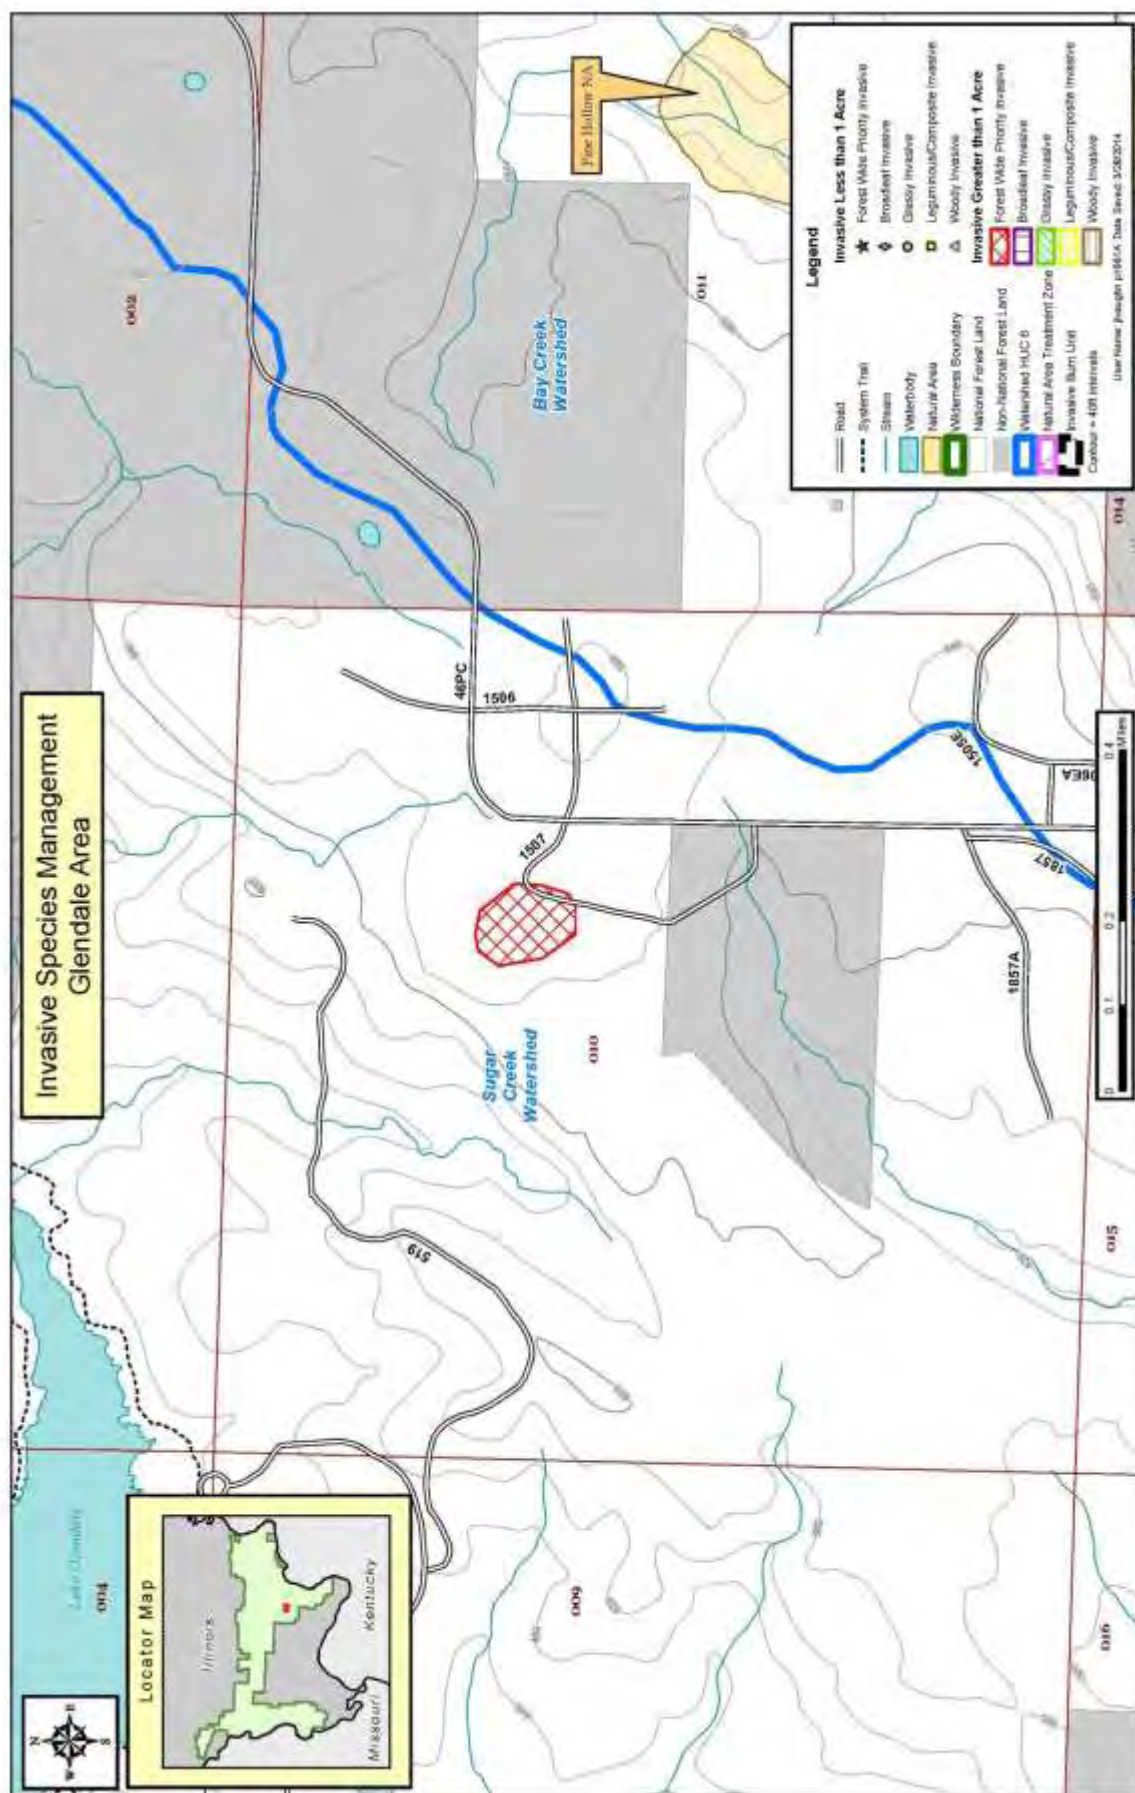 Invasive Species Management
Glendale Area
N
W
E
S
Locator Map
Illinois
Missouri
Kentucky
004
002
Pine Hollow NA
Bay Creek
Watershed
011
46PC
1506
1507
519
Sugar
Creek
Watershed
010
009
1505E
1857
1857A
014
015
016
0
0.1
0.2
0.4
Miles
Legend
Road
System Trail
Stream
Waterbody
Natural Area
Wilderness Boundary
National Forest Land
Non-National Forest Land
Watershed HUC 6
Natural Area Treatment Zone
Invasive Burn Unit
Contour = 40ft Intervals
Invasive Less than 1 Acre
Forest Wide Priority Invasive
Broadleaf Invasive
Grassy Invasive
Leguminous/Composite Invasive
Woody Invasive
Invasive Greater than 1 Acre
Forest Wide Priority Invasive
Broadleaf Invasive
Grassy Invasive
Leguminous/Composite Invasive
Woody Invasive